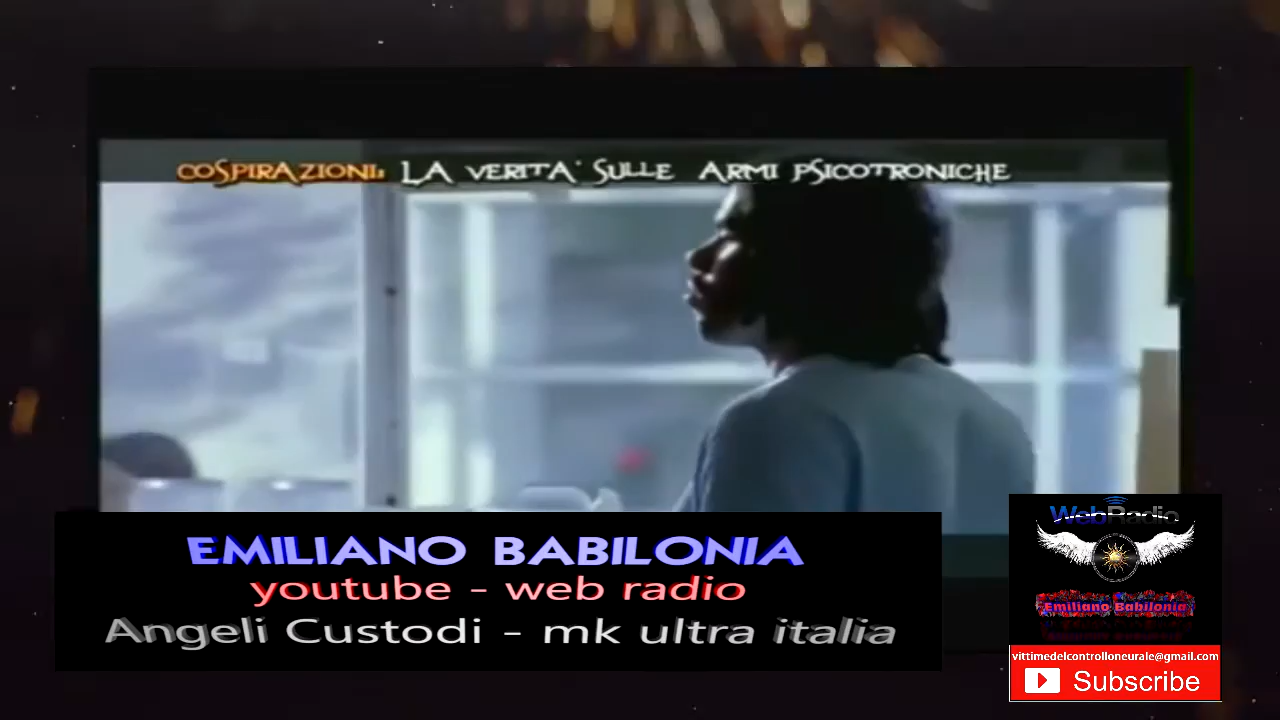 COSPIRAZIONI: LA VERITA' SULLE ARMI PSICOTRONICHE
EMILIANO BABILONIA
youtube - web radio
Angeli Custodi - mk ultra italia
WebRadio
Emiliano Babilonia
vittimedelcontrolloneurale@gmail.com
Subscribe